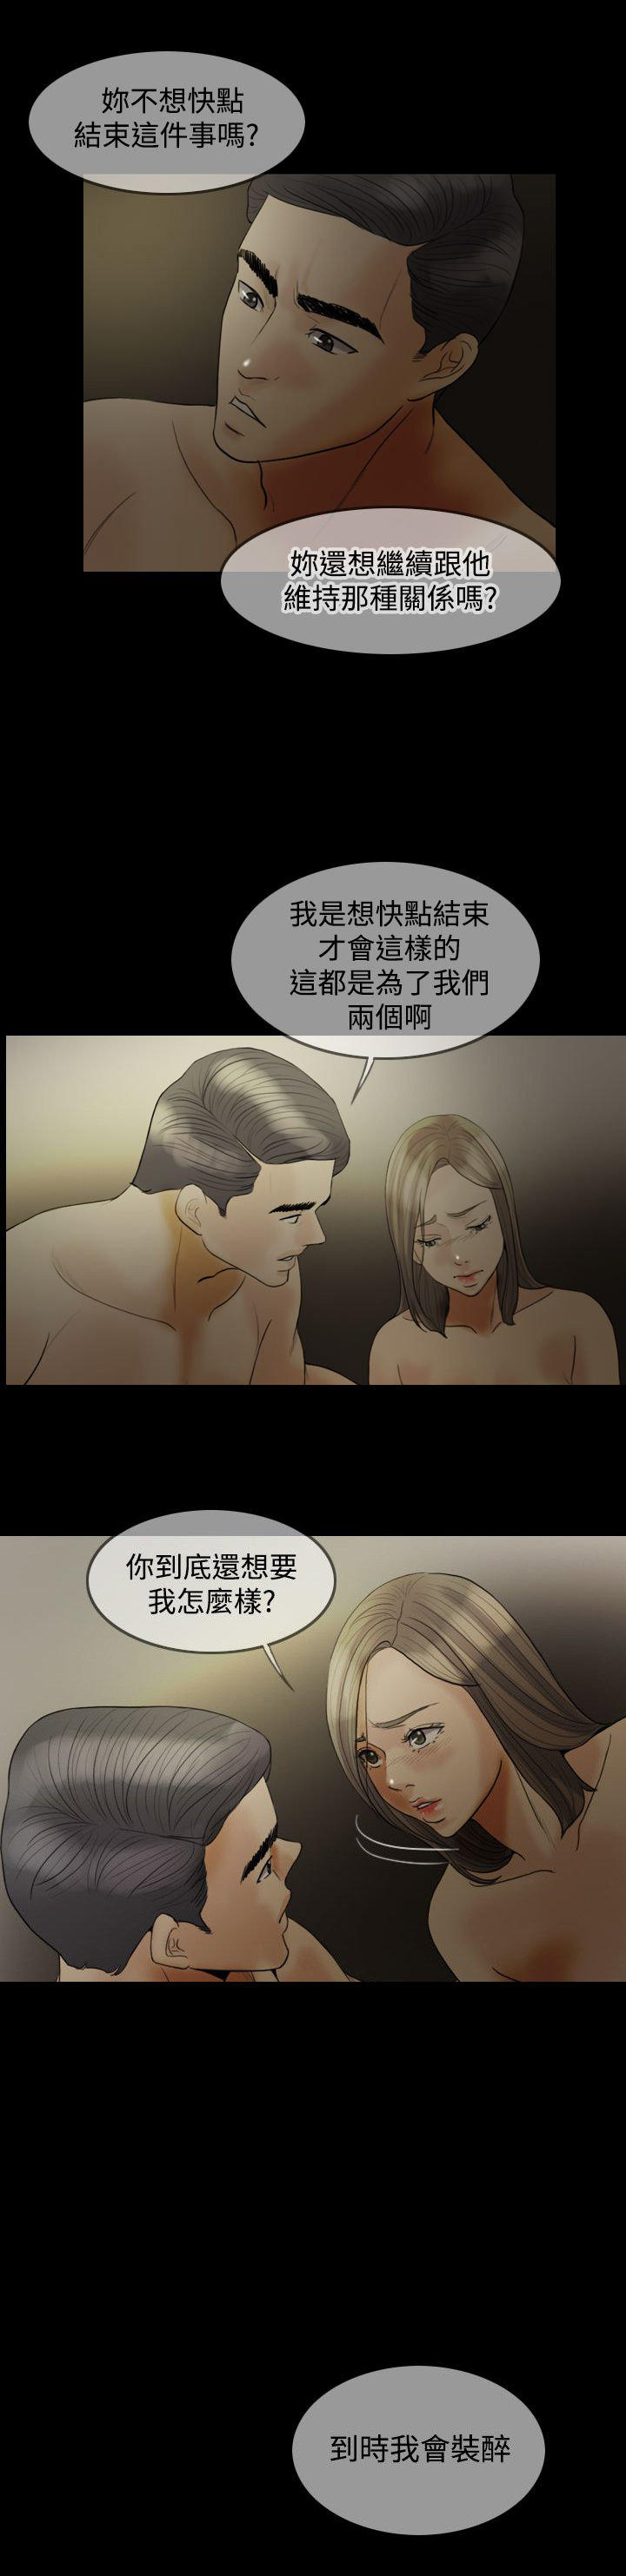 妳不想快點
結束這件事嗎?
妳還想繼續跟他
維持那種關係嗎?
我是想快點結束
才會這樣的
這都是為了我們
兩個啊
你到底還想要
我怎麼樣?
到時我會裝醉